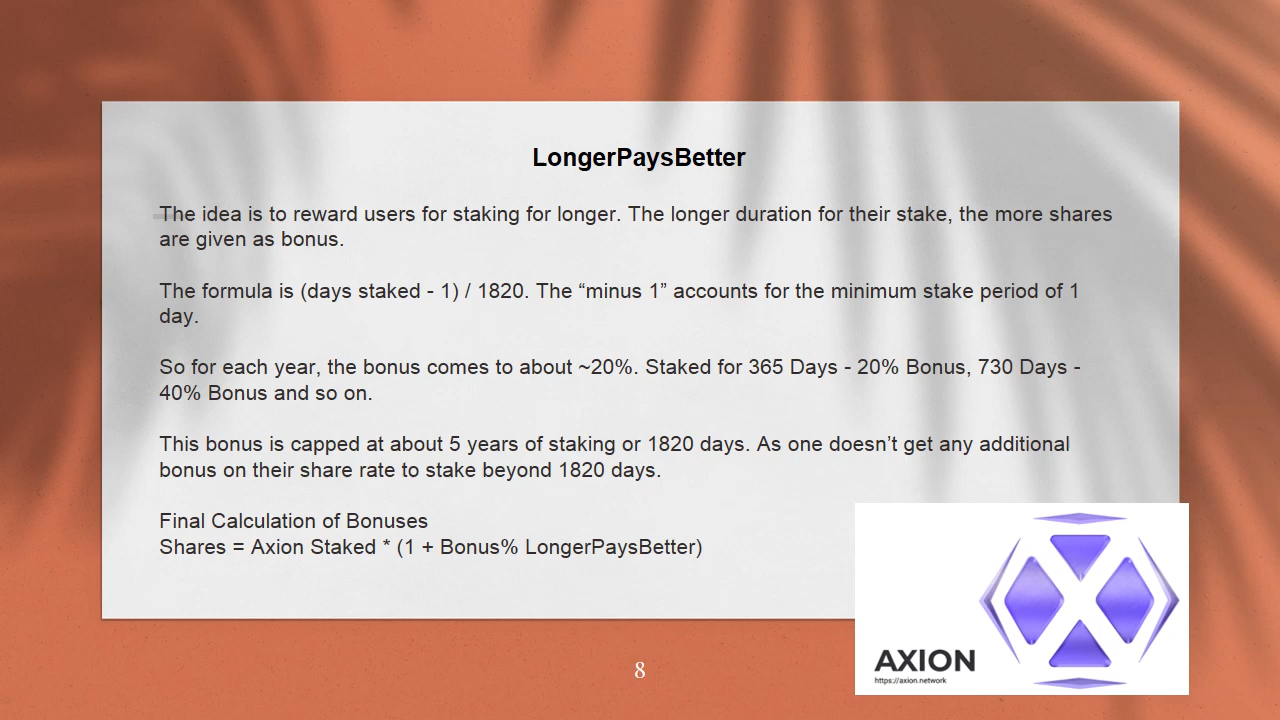 LongerPaysBetter
The idea is to reward users for staking for longer. The longer duration for their stake, the more shares
are given as bonus.
The formula is (days staked - 1) / 1820. The “minus 1” accounts for the minimum stake period of 1
day.
So for each year, the bonus comes to about ~20%. Staked for 365 Days - 20% Bonus, 730 Days -
40% Bonus and so on.
This bonus is capped at about 5 years of staking or 1820 days. As one doesn’t get any additional
bonus on their share rate to stake beyond 1820 days.
Final Calculation of Bonuses
Shares = Axion Staked * (1 + Bonus% LongerPaysBetter)
AXION
https://axion.network
8